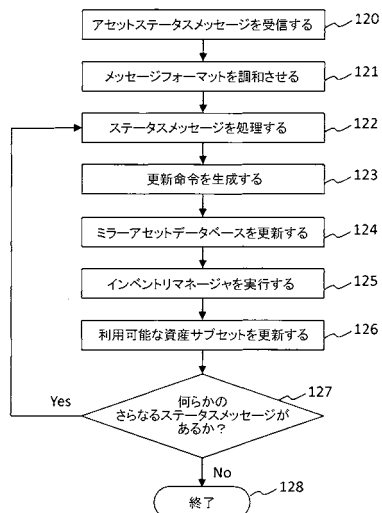 アセットステータスメッセージを受信する
120
メッセージフォーマットを調和させる
121
ステータスメッセージを処理する
122
更新命令を生成する
123
ミラーアセットデータベースを更新する
124
インベントリマネージャを実行する
125
利用可能な資産サブセットを更新する
126
127
Yes
何らかの
さらなるステータスメッセージが
あるか？
No
終了
128